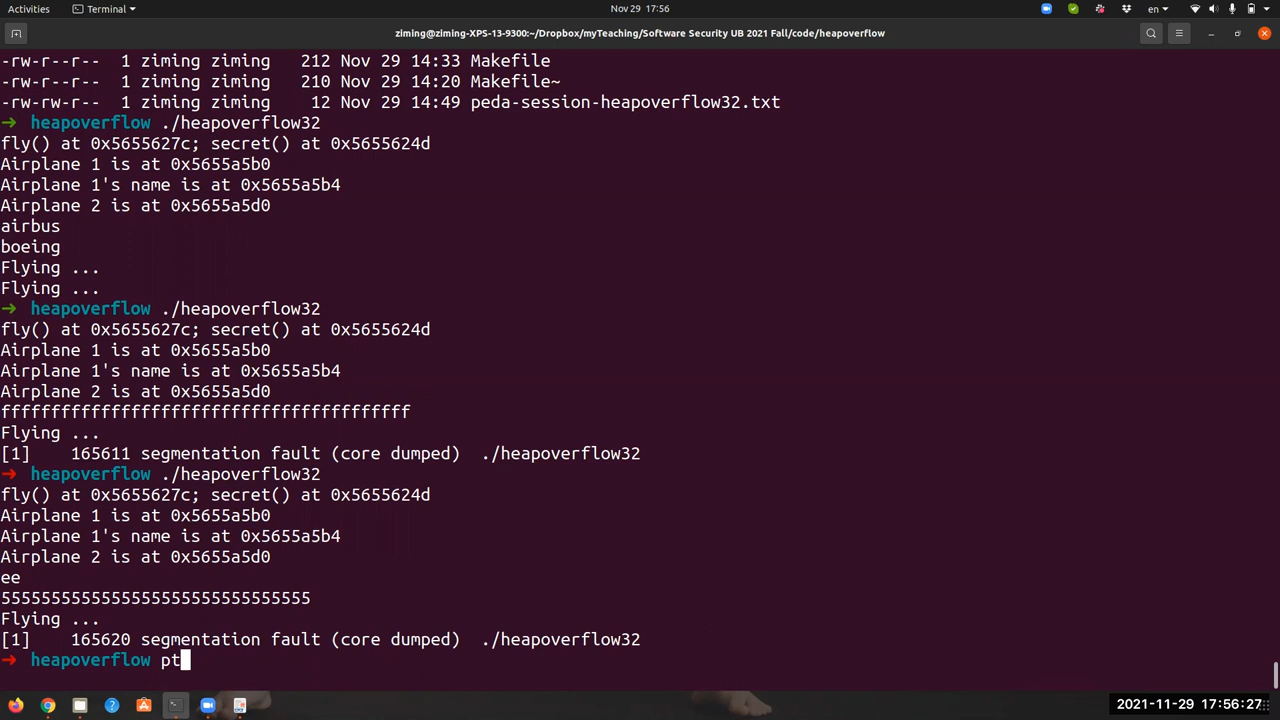 Activities Terminal Nov 29 17:56 en
ziming@ziming-XPS-13-9300:~/Dropbox/myTeaching/Software Security UB 2021 Fall/code/heapoverflow
-rw-r--r-- 1 ziming ziming 212 Nov 29 14:33 Makefile
-rw-r--r-- 1 ziming ziming 210 Nov 29 14:20 Makefile~
-rw-r--r-- 1 ziming ziming 12 Nov 29 14:49 peda-session-heapoverflow32.txt
➜ heapoverflow ./heapoverflow32
fly() at 0x5655627c; secret() at 0x5655624d
Airplane 1 is at 0x5655a5b0
Airplane 1's name is at 0x5655a5b4
Airplane 2 is at 0x5655a5d0
airbus
boeing
Flying ...
Flying ...
➜ heapoverflow ./heapoverflow32
fly() at 0x5655627c; secret() at 0x5655624d
Airplane 1 is at 0x5655a5b0
Airplane 1's name is at 0x5655a5b4
Airplane 2 is at 0x5655a5d0
fffffffffffffffffffffffffffffffffffffffff
Flying ...
[1] 165611 segmentation fault (core dumped) ./heapoverflow32
➜ heapoverflow ./heapoverflow32
fly() at 0x5655627c; secret() at 0x5655624d
Airplane 1 is at 0x5655a5b0
Airplane 1's name is at 0x5655a5b4
Airplane 2 is at 0x5655a5d0
ee
5555555555555555555555555555555
Flying ...
[1] 165620 segmentation fault (core dumped) ./heapoverflow32
➜ heapoverflow pt
2021-11-29 17:56:27